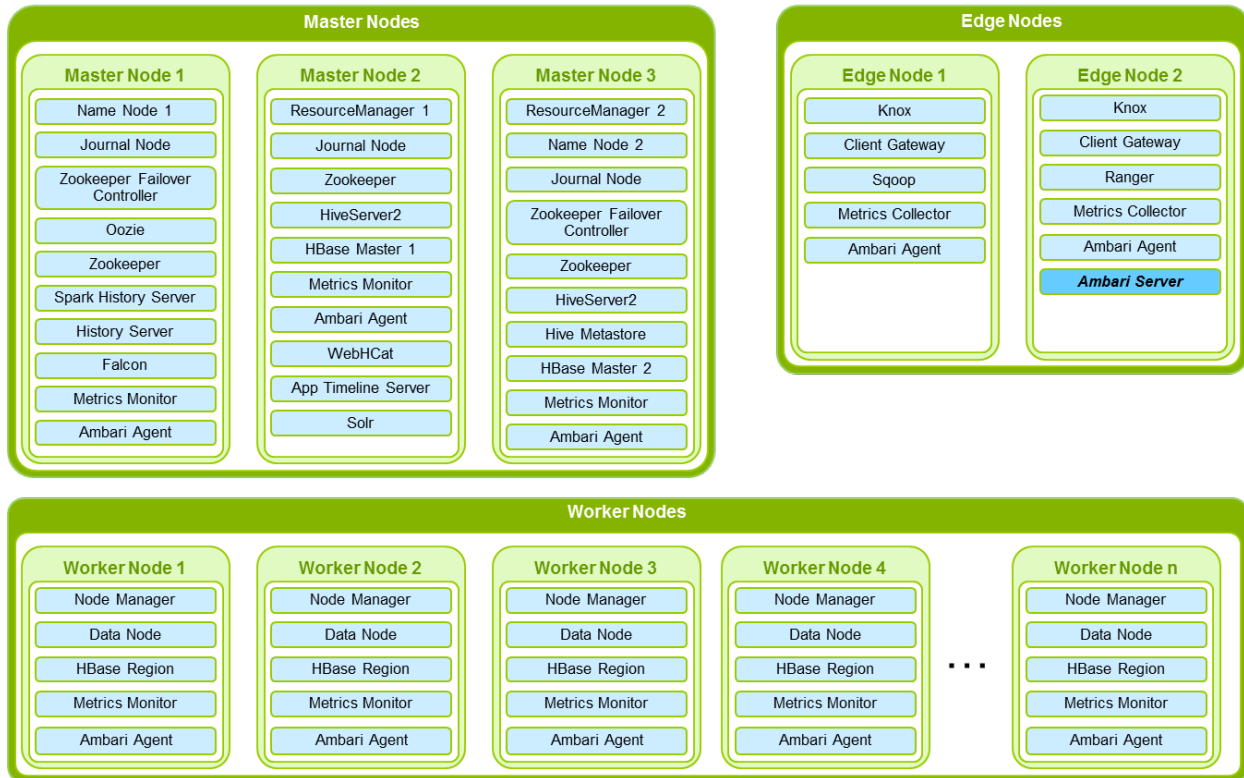 Master Nodes
Master Node 1
Name Node 1
Journal Node
Zookeeper Failover
Controller
Oozie
Zookeeper
Spark History Server
History Server
Falcon
Metrics Monitor
Ambari Agent
Master Node 2
ResourceManager 1
Journal Node
Zookeeper
HiveServer2
HBase Master 1
Metrics Monitor
Ambari Agent
WebHCat
App Timeline Server
Solr
Master Node 3
ResourceManager 2
Name Node 2
Journal Node
Zookeeper Failover
Controller
Zookeeper
HiveServer2
Hive Metastore
HBase Master 2
Metrics Monitor
Ambari Agent
Edge Nodes
Edge Node 1
Knox
Client Gateway
Sqoop
Metrics Collector
Ambari Agent
Edge Node 2
Knox
Client Gateway
Ranger
Metrics Collector
Ambari Agent
Ambari Server
Worker Nodes
Worker Node 1
Node Manager
Data Node
HBase Region
Metrics Monitor
Ambari Agent
Worker Node 2
Node Manager
Data Node
HBase Region
Metrics Monitor
Ambari Agent
Worker Node 3
Node Manager
Data Node
HBase Region
Metrics Monitor
Ambari Agent
Worker Node 4
Node Manager
Data Node
HBase Region
Metrics Monitor
Ambari Agent
...
Worker Node n
Node Manager
Data Node
HBase Region
Metrics Monitor
Ambari Agent